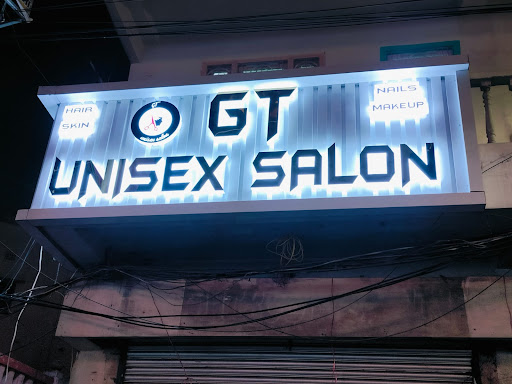 HAIR
SKIN
GT
NAILS
MAKEUP
UNISEX SALON